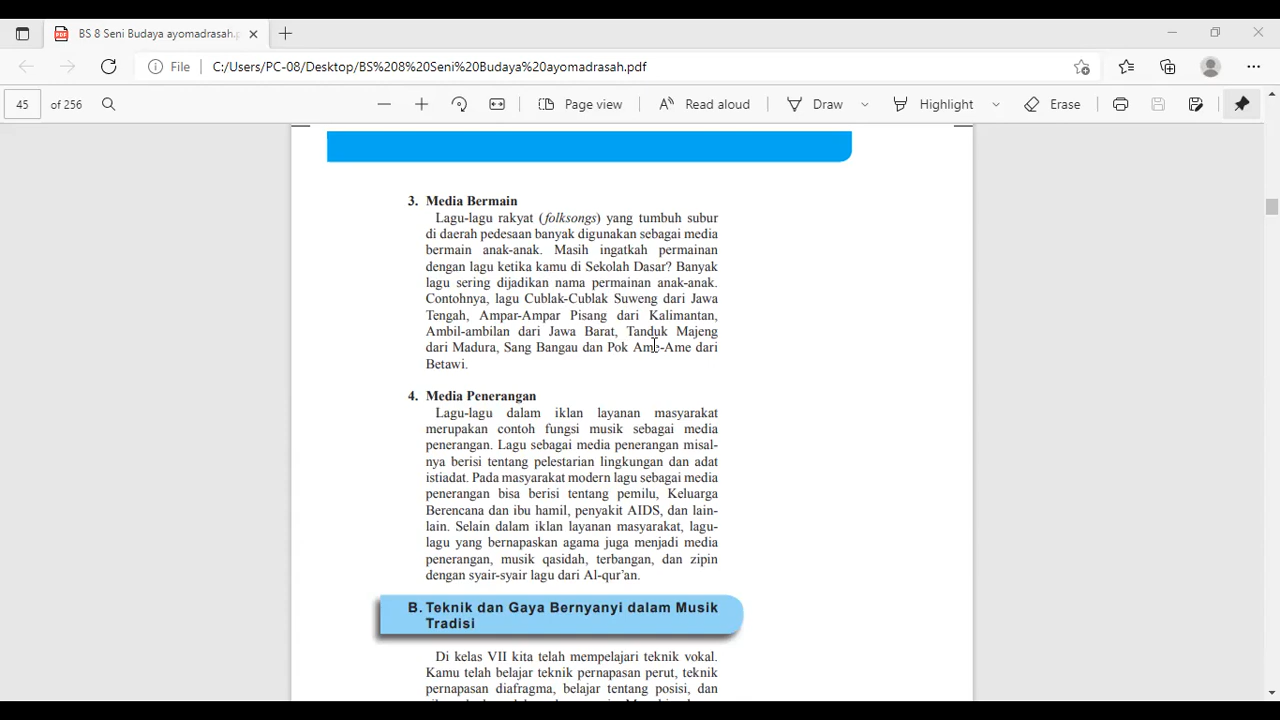 BS 8 Seni Budaya ayomadrasah.p
File C:/Users/PC-08/Desktop/BS%208%20Seni%20Budaya%20ayomadrasah.pdf
45 of 256 Page view Read aloud Draw Highlight Erase
3. Media Bermain
Lagu-lagu rakyat (folksongs) yang tumbuh subur
di daerah pedesaan banyak digunakan sebagai media
bermain anak-anak. Masih ingatkah permainan
dengan lagu ketika kamu di Sekolah Dasar? Banyak
lagu sering dijadikan nama permainan anak-anak.
Contohnya, lagu Cublak-Cublak Suweng dari Jawa
Tengah, Ampar-Ampar Pisang dari Kalimantan,
Ambil-ambilan dari Jawa Barat, Tanduk Majeng
dari Madura, Sang Bangau dan Pok Ame-Ame dari
Betawi.
4. Media Penerangan
Lagu-lagu dalam iklan layanan masyarakat
merupakan contoh fungsi musik sebagai media
penerangan. Lagu sebagai media penerangan misal-
nya berisi tentang pelestarian lingkungan dan adat
istiadat. Pada masyarakat modern lagu sebagai media
penerangan bisa berisi tentang pemilu, Keluarga
Berencana dan ibu hamil, penyakit AIDS, dan lain-
lain. Selain dalam iklan layanan masyarakat, lagu-
lagu yang bernapaskan agama juga menjadi media
penerangan, musik qasidah, terbangan, dan zipin
dengan syair-syair lagu dari Al-qur’an.
B. Teknik dan Gaya Bernyanyi dalam Musik
Tradisi
Di kelas VII kita telah mempelajari teknik vokal.
Kamu telah belajar teknik pernapasan perut, teknik
pernapasan diafragma, belajar tentang posisi, dan